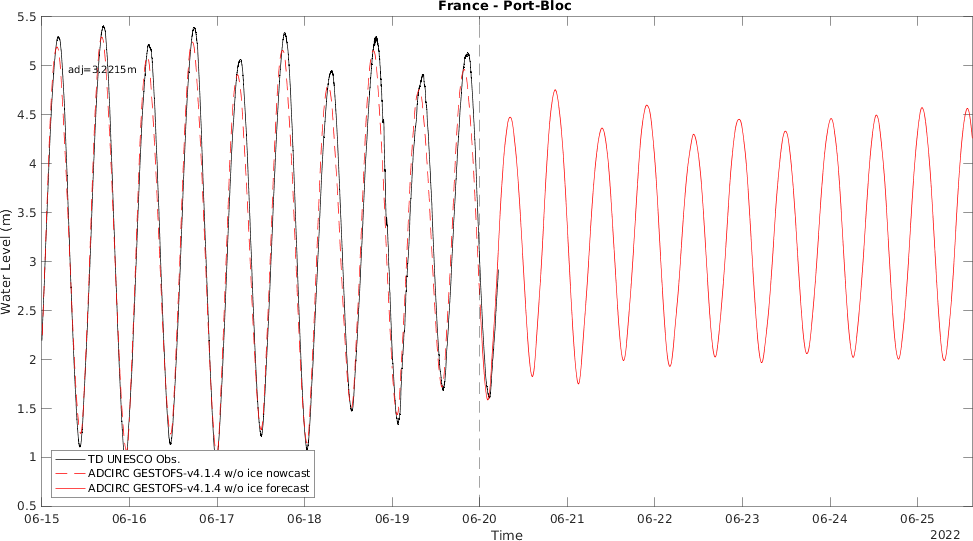 France - Port-Bloc
5.5
5
4.5
4
3.5
3
2.5
2
1.5
1
0.5
Water Level (m)
adj=3.2215m
TD UNESCO Obs.
ADCIRC GESTOFS-v4.1.4 w/o ice nowcast
ADCIRC GESTOFS-v4.1.4 w/o ice forecast
06-15 06-16 06-17 06-18 06-19 06-20 06-21 06-22 06-23 06-24 06-25
Time
2022